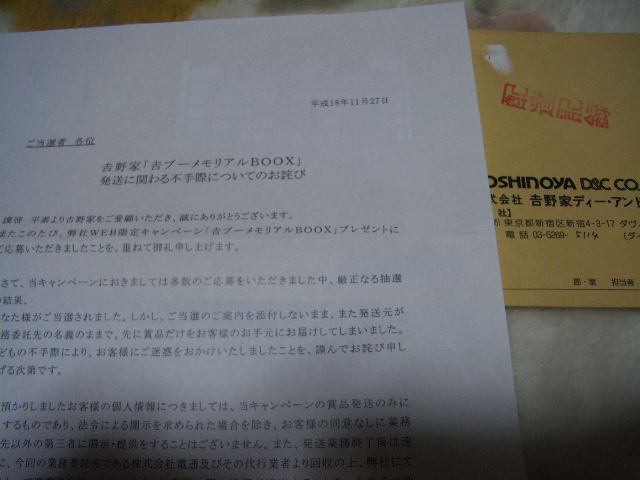 平成18年11月27日
ご当選者 各位
吉野家「吉ブーメモリアルBOOX」
発送に関わる不手際についてのお詫び
謹啓 平素より吉野家をご愛顧いただき、誠にありがとうございます。
またこのたび、弊社WEB限定キャンペーン「吉ブーメモリアルBOOX」プレゼントに
ご応募いただきましたことを、重ねて御礼申し上げます。
さて、当キャンペーンにおきましては多数のご応募をいただきました中、厳正なる抽選
の結果、
なた様がご当選されました。しかし、ご当選のご案内を添付しないまま、また発送元が
務委託先の名義のままで、先に賞品だけをお客様のお手元にお届けしてしまいました。
どもの不手際により、お客様にご迷惑をおかけいたしましたことを、謹んでお詫び申し
げる次第です。
預かりしましたお客様の個人情報につきましては、当キャンペーンの賞品発送のみに
するものであり、法令による開示を求められた場合を除き、お客様の同意なしに業務
先以外の第三者に開示・提供をすることはございません。また、発送業務終了後は速
に、今回の業務委託先である株式会社電通及びその代行業者より回収の上、弊社にて
配達記録
OSHINOYA D&C CO.
式会社 吉野家ディー・アンド
社】
東京都新宿区新宿4-3-17 ダヴ
電話 03-5269-5114 (ダイ
部・室 担当者